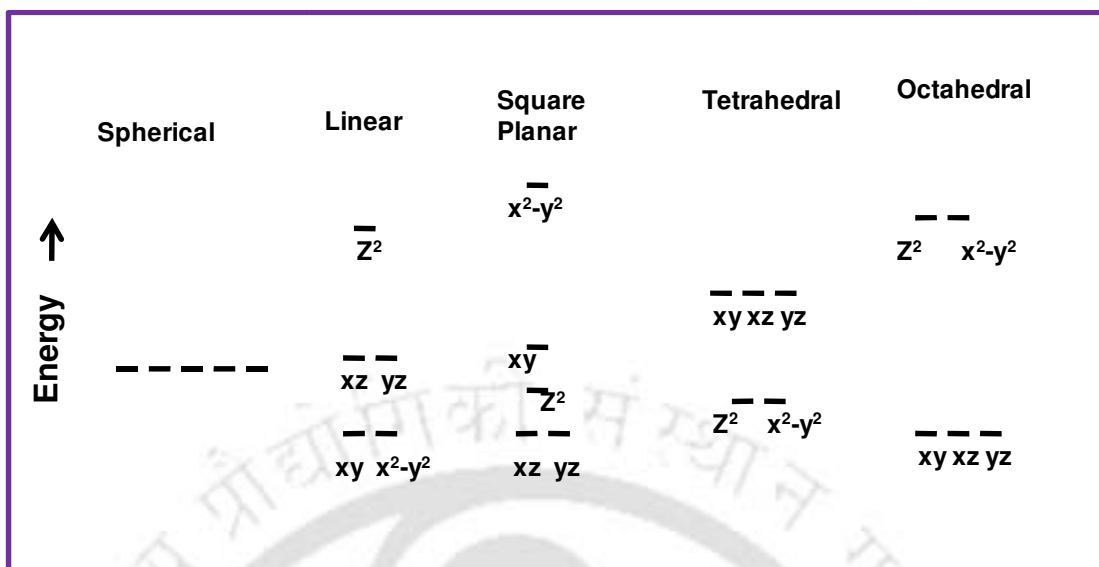 Spherical
Linear
Square
Planar
Tetrahedral
Octahedral
Energy
Z²
xz yz
xy x²-y²
x²-y²
xy
Z²
xz yz
xy xz yz
Z² x²-y²
Z² x²-y²
xy xz yz
प्रौद्योगिकी संस्थान